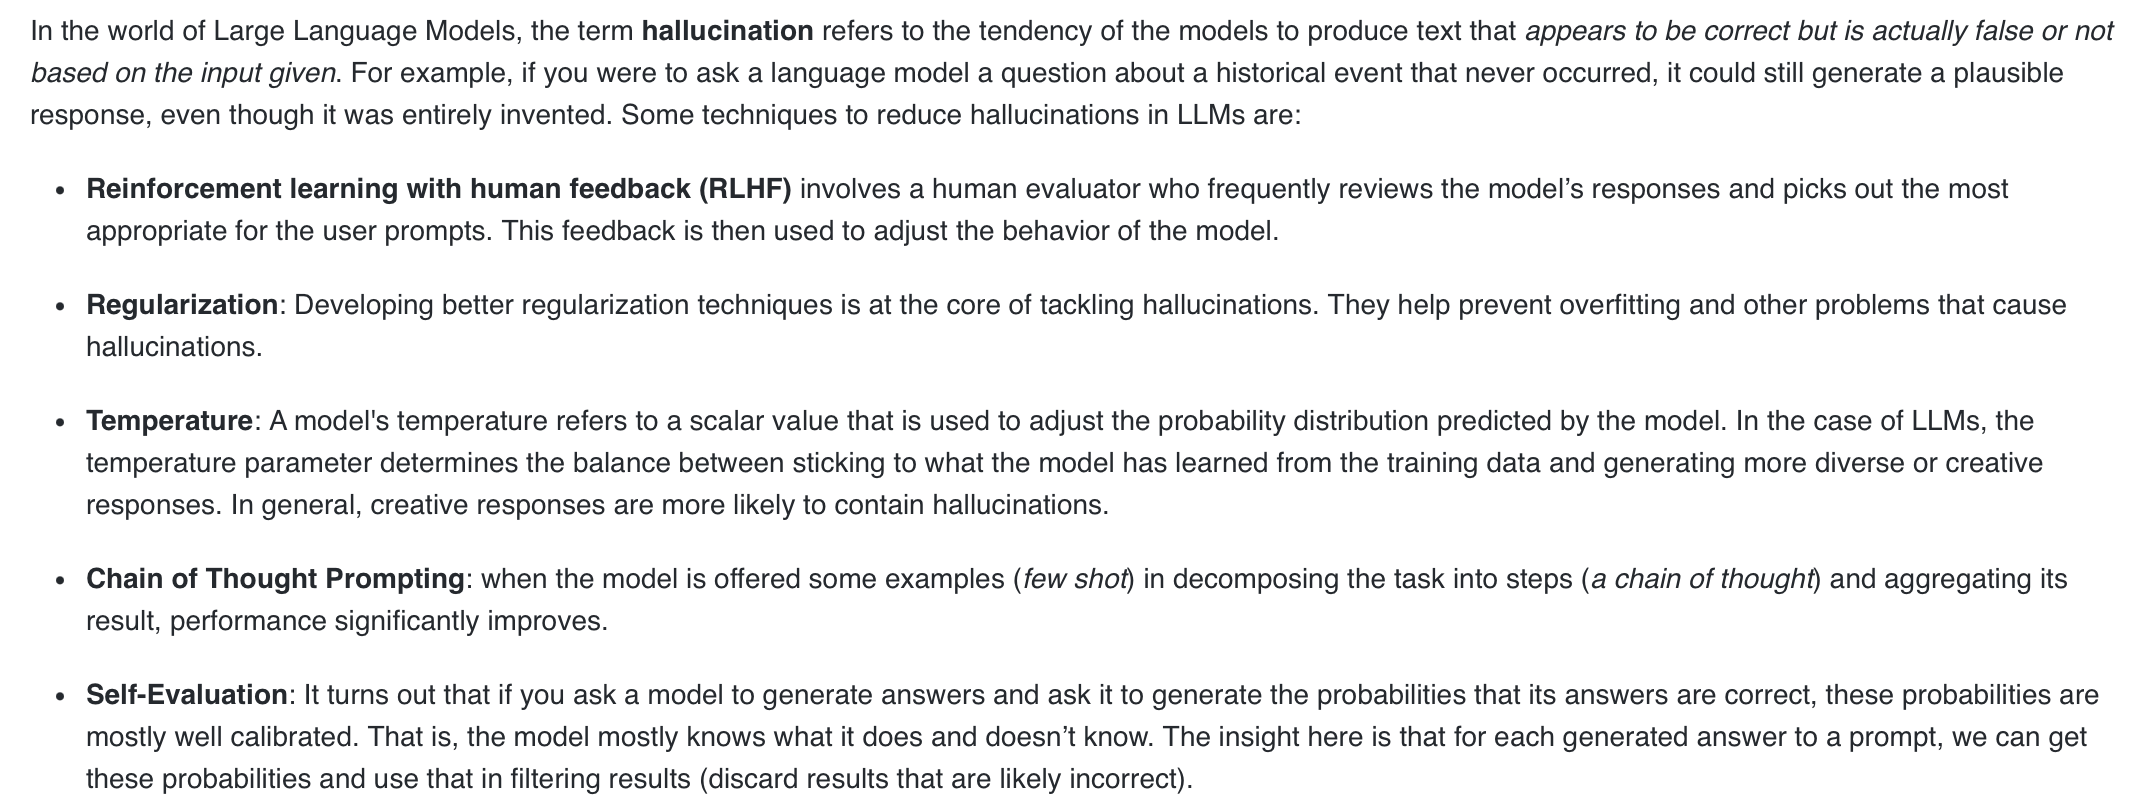 In the world of Large Language Models, the term hallucination refers to the tendency of the models to produce text that appears to be correct but is actually false or not
based on the input given. For example, if you were to ask a language model a question about a historical event that never occurred, it could still generate a plausible
response, even though it was entirely invented. Some techniques to reduce hallucinations in LLMs are:
• Reinforcement learning with human feedback (RLHF) involves a human evaluator who frequently reviews the model’s responses and picks out the most
appropriate for the user prompts. This feedback is then used to adjust the behavior of the model.
• Regularization: Developing better regularization techniques is at the core of tackling hallucinations. They help prevent overfitting and other problems that cause
hallucinations.
• Temperature: A model's temperature refers to a scalar value that is used to adjust the probability distribution predicted by the model. In the case of LLMs, the
temperature parameter determines the balance between sticking to what the model has learned from the training data and generating more diverse or creative
responses. In general, creative responses are more likely to contain hallucinations.
• Chain of Thought Prompting: when the model is offered some examples (few shot) in decomposing the task into steps (a chain of thought) and aggregating its
result, performance significantly improves.
• Self-Evaluation: It turns out that if you ask a model to generate answers and ask it to generate the probabilities that its answers are correct, these probabilities are
mostly well calibrated. That is, the model mostly knows what it does and doesn’t know. The insight here is that for each generated answer to a prompt, we can get
these probabilities and use that in filtering results (discard results that are likely incorrect).